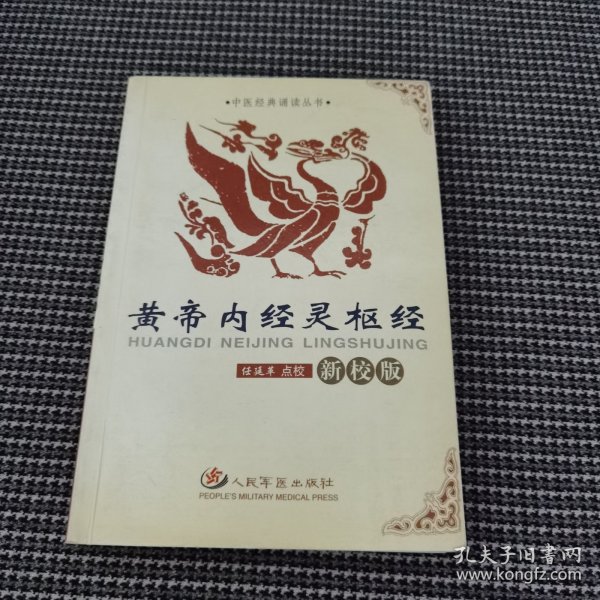 •中医经典诵读丛书•
黄帝内经灵枢经
HUANGDI NEIJING LINGSHUJING
任廷革 点校 新校版
人民军医出版社
PEOPLE'S MILITARY MEDICAL PRESS
孔夫子旧书网
www.kongfz.com